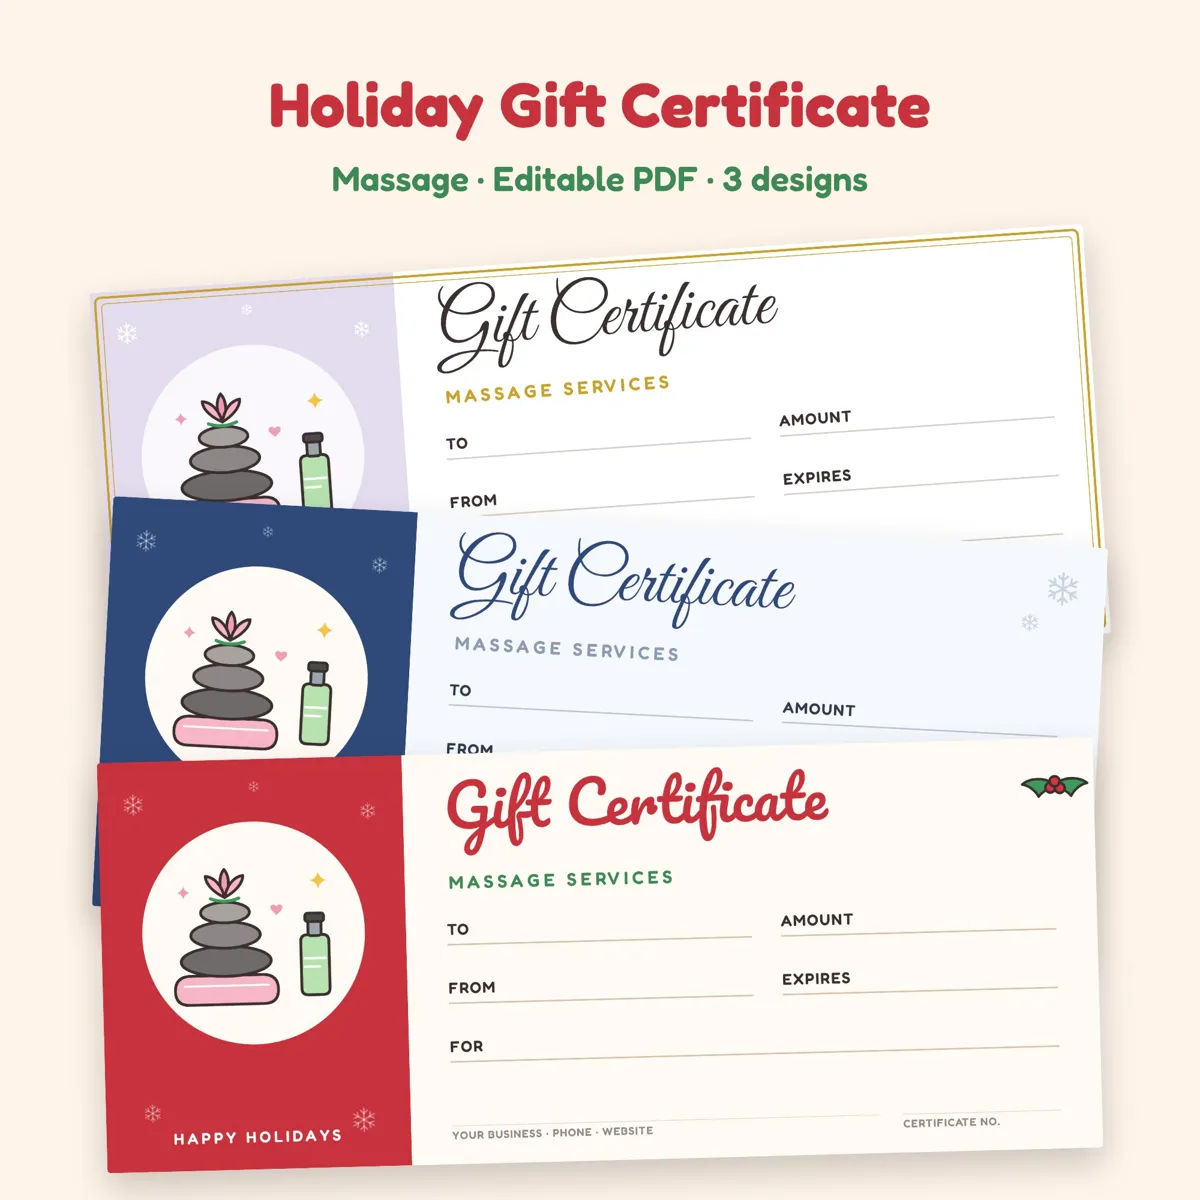 Holiday Gift Certificate
Massage · Editable PDF · 3 designs
Gift Certificate
MASSAGE SERVICES
TO
AMOUNT
FROM
EXPIRES
Gift Certificate
MASSAGE SERVICES
TO
AMOUNT
FROM
Gift Certificate
MASSAGE SERVICES
TO
AMOUNT
FROM
EXPIRES
FOR
HAPPY HOLIDAYS
YOUR BUSINESS · PHONE · WEBSITE
CERTIFICATE NO.